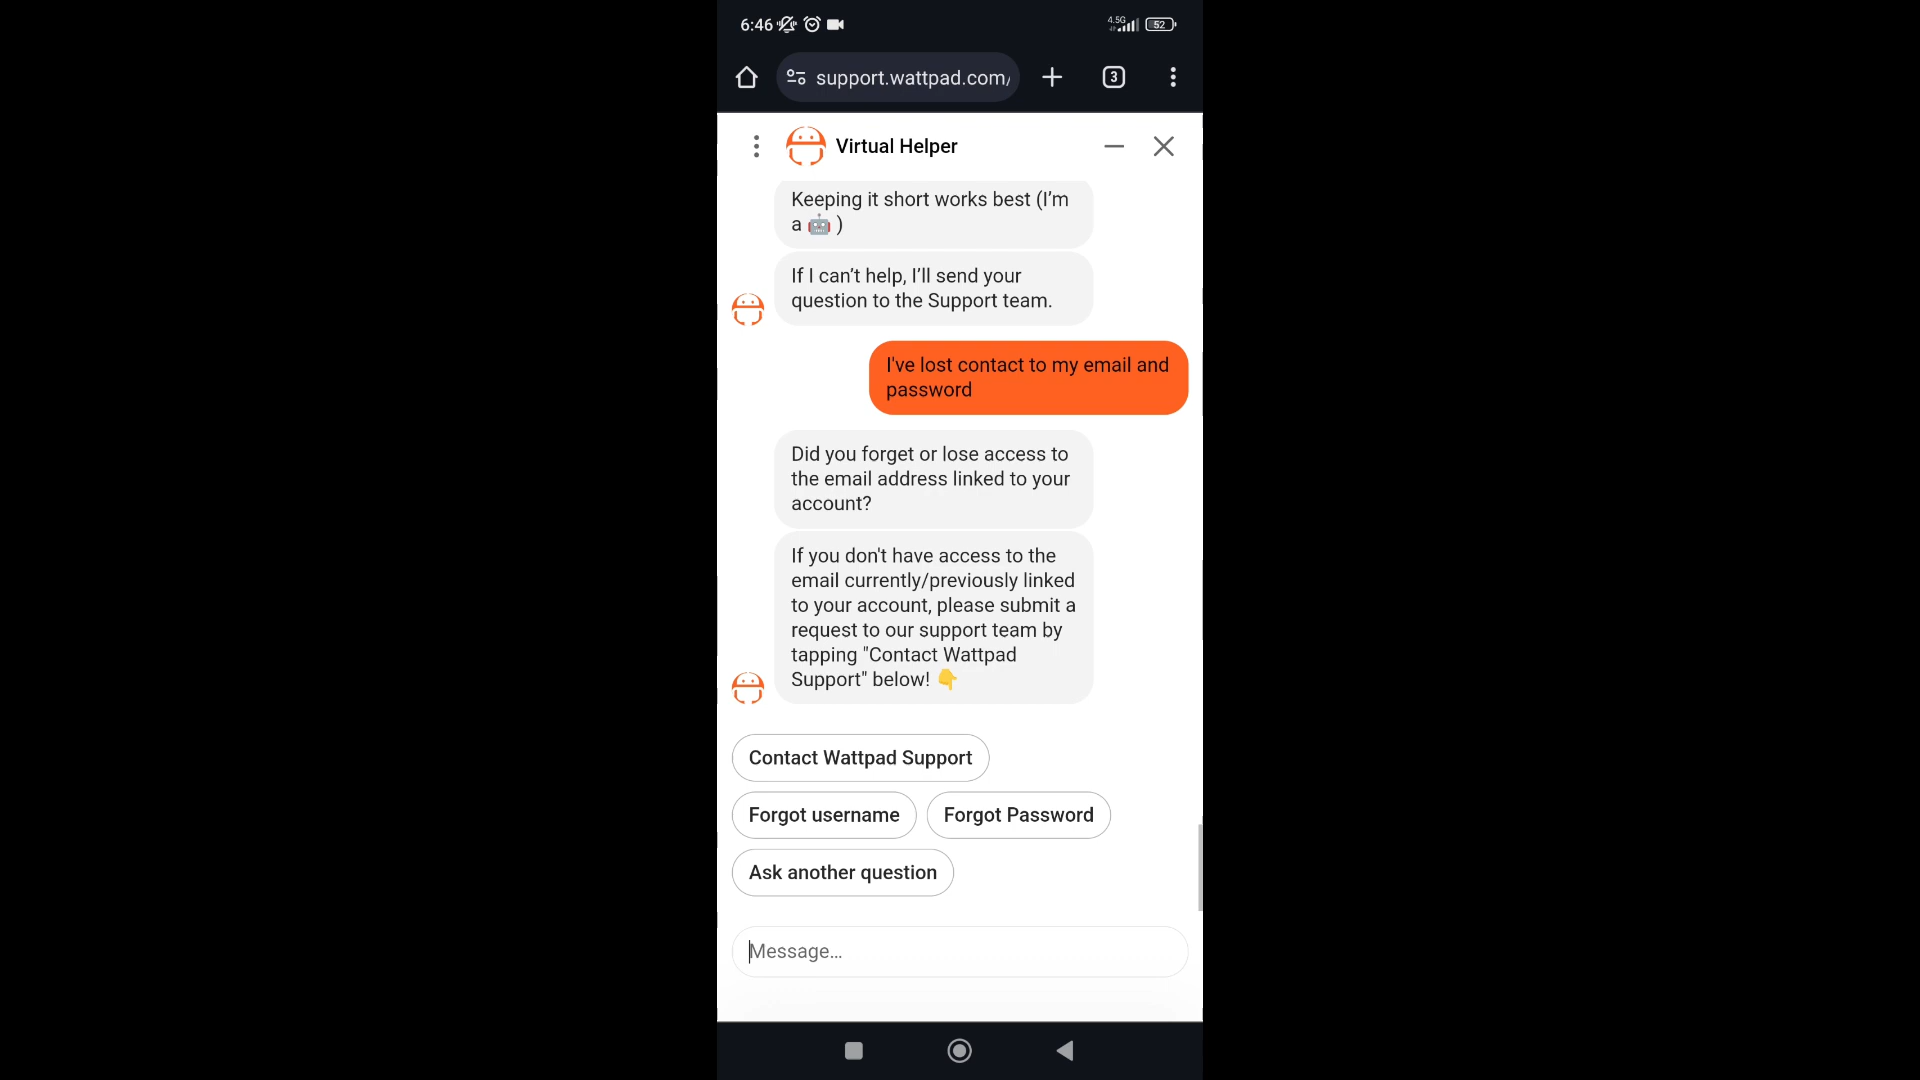 6:46
4.5G
52
support.wattpad.com/
3
Virtual Helper
Keeping it short works best (I’m
a 🤖 )
If I can’t help, I’ll send your
question to the Support team.
I've lost contact to my email and
password
Did you forget or lose access to
the email address linked to your
account?
If you don't have access to the
email currently/previously linked
to your account, please submit a
request to our support team by
tapping "Contact Wattpad
Support" below! 👇
Contact Wattpad Support
Forgot username
Forgot Password
Ask another question
Message…